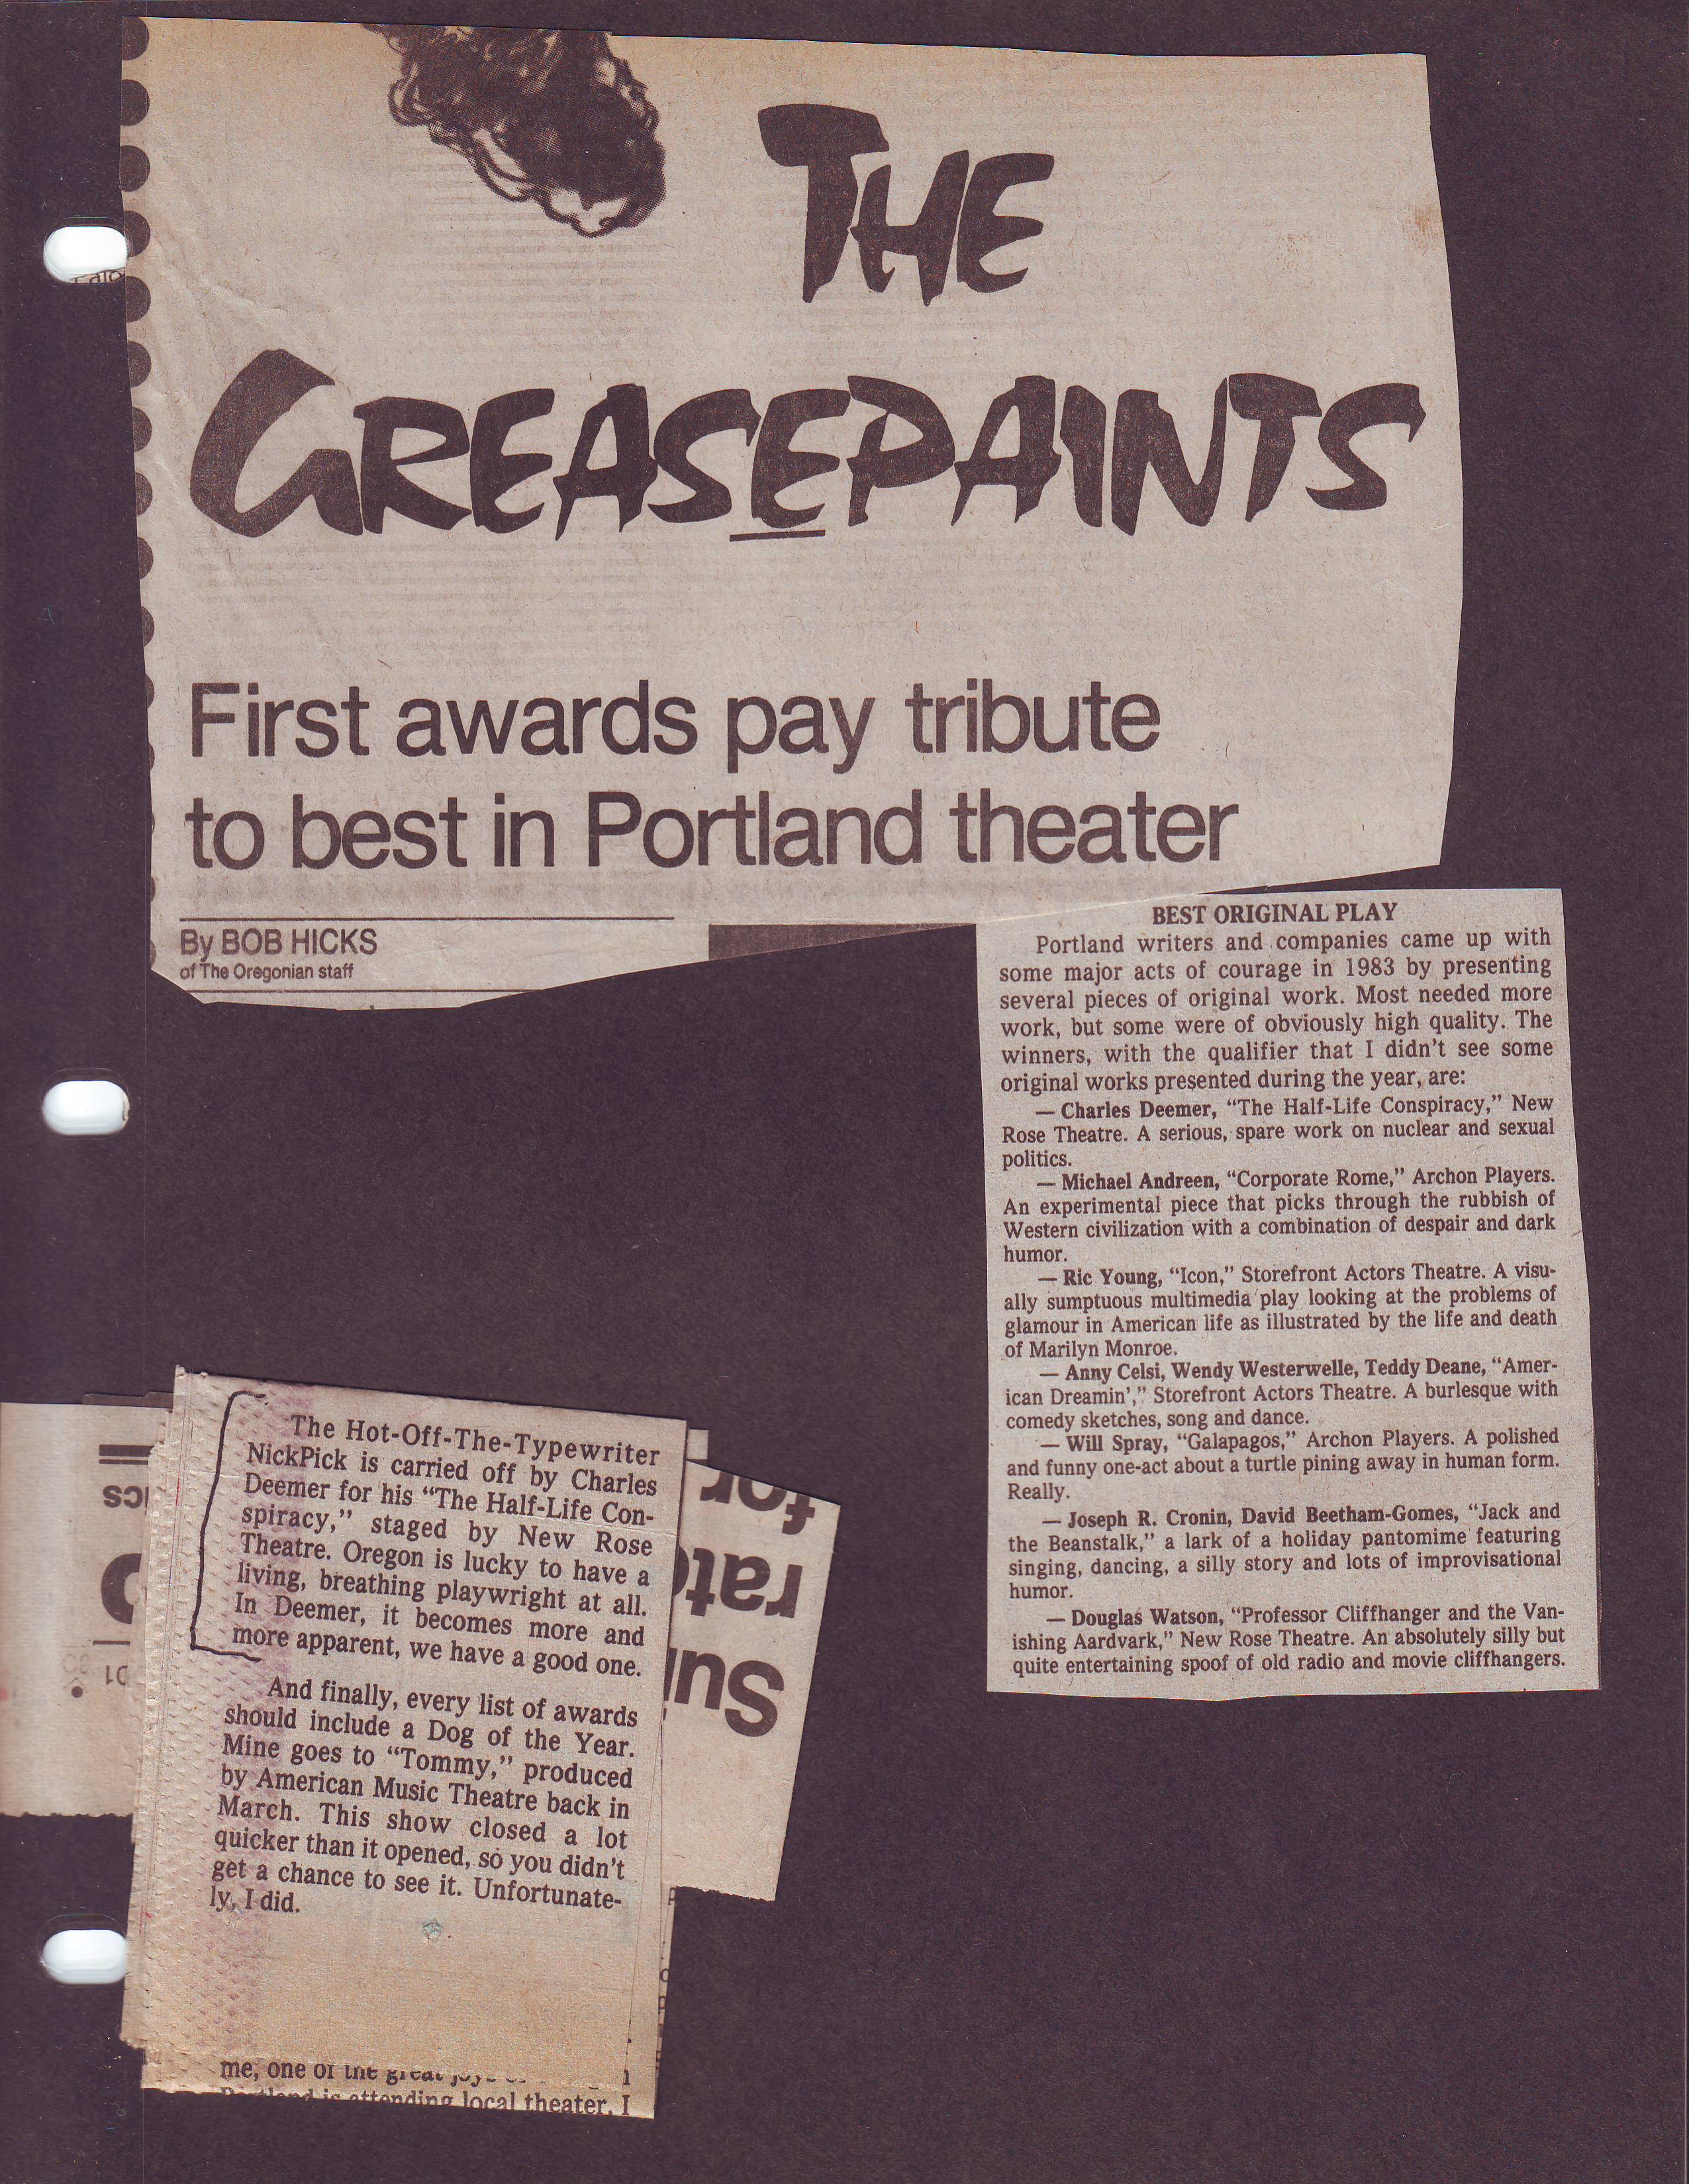 THE
GREASEPAINTS
First awards pay tribute
to best in Portland theater
By BOB HICKS
of The Oregonian staff
BEST ORIGINAL PLAY
Portland writers and companies came up with
some major acts of courage in 1983 by presenting
several pieces of original work. Most needed more
work, but some were of obviously high quality. The
winners, with the qualifier that I didn't see some
original works presented during the year, are:
— Charles Deemer, “The Half-Life Conspiracy,” New
Rose Theatre. A serious, spare work on nuclear and sexual
politics.
— Michael Andreen, “Corporate Rome,” Archon Players.
An experimental piece that picks through the rubbish of
Western civilization with a combination of despair and dark
humor.
— Ric Young, “Icon,” Storefront Actors Theatre. A visu-
ally sumptuous multimedia play looking at the problems of
glamour in American life as illustrated by the life and death
of Marilyn Monroe.
— Anny Celsi, Wendy Westerwelle, Teddy Deane, “Amer-
ican Dreamin',” Storefront Actors Theatre. A burlesque with
comedy sketches, song and dance.
— Will Spray, “Galapagos,” Archon Players. A polished
and funny one-act about a turtle pining away in human form.
Really.
— Joseph R. Cronin, David Beetham-Gomes, “Jack and
the Beanstalk,” a lark of a holiday pantomime featuring
singing, dancing, a silly story and lots of improvisational
humor.
— Douglas Watson, “Professor Cliffhanger and the Van-
ishing Aardvark,” New Rose Theatre. An absolutely silly but
quite entertaining spoof of old radio and movie cliffhangers.
The Hot-Off-The-Typewriter
NickPick is carried off by Charles
Deemer for his “The Half-Life Con-
spiracy,” staged by New Rose
Theatre. Oregon is lucky to have a
living, breathing playwright at all.
In Deemer, it becomes more and
more apparent, we have a good one.
And finally, every list of awards
should include a Dog of the Year.
Mine goes to “Tommy,” produced
by American Music Theatre back in
March. This show closed a lot
quicker than it opened, so you didn't
get a chance to see it. Unfortunate-
ly, I did.
me, one of the great
Portland is attending local theater. I
for